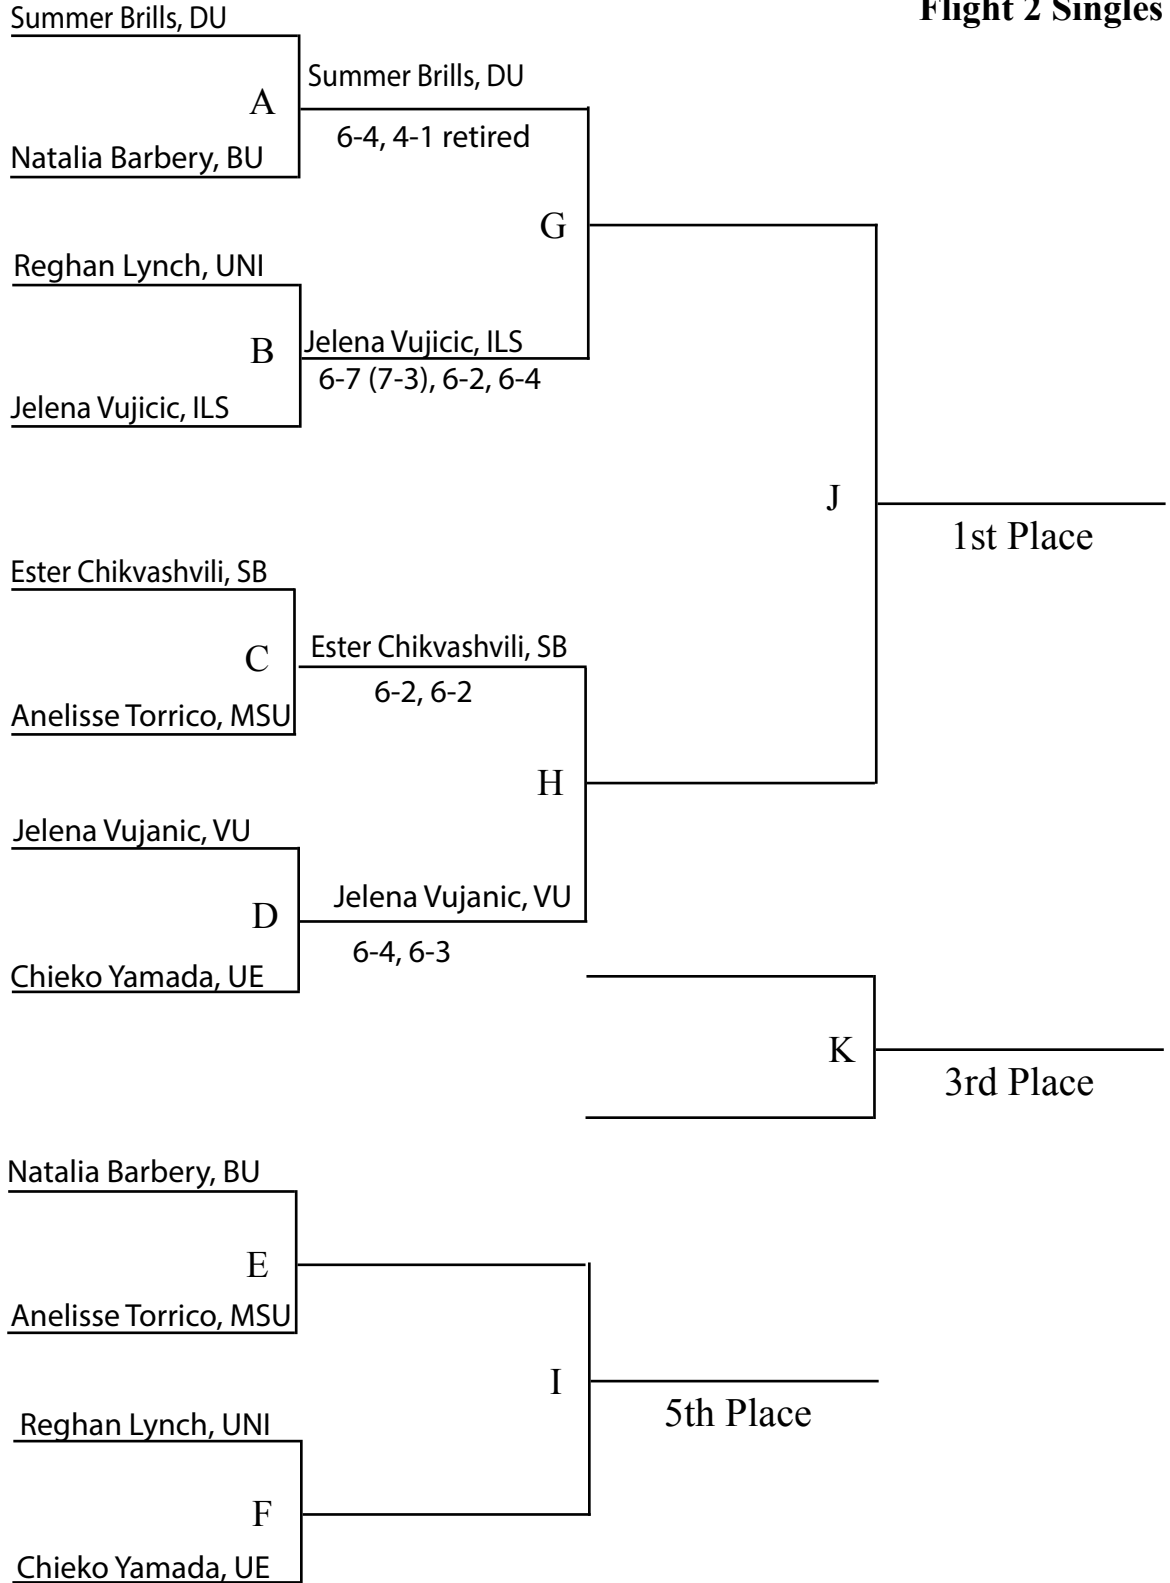 Flight 2 Singles
Summer Brills, DU
A
Summer Brills, DU
6-4, 4-1 retired
Natalia Barbery, BU
G
Reghan Lynch, UNI
B
Jelena Vujicic, ILS
6-7 (7-3), 6-2, 6-4
Jelena Vujicic, ILS
J
1st Place
Ester Chikvashvili, SB
C
Ester Chikvashvili, SB
6-2, 6-2
Anelisse Torrico, MSU
H
Jelena Vujanic, VU
D
Jelena Vujanic, VU
6-4, 6-3
Chieko Yamada, UE
K
3rd Place
Natalia Barbery, BU
E
Anelisse Torrico, MSU
I
5th Place
Reghan Lynch, UNI
F
Chieko Yamada, UE